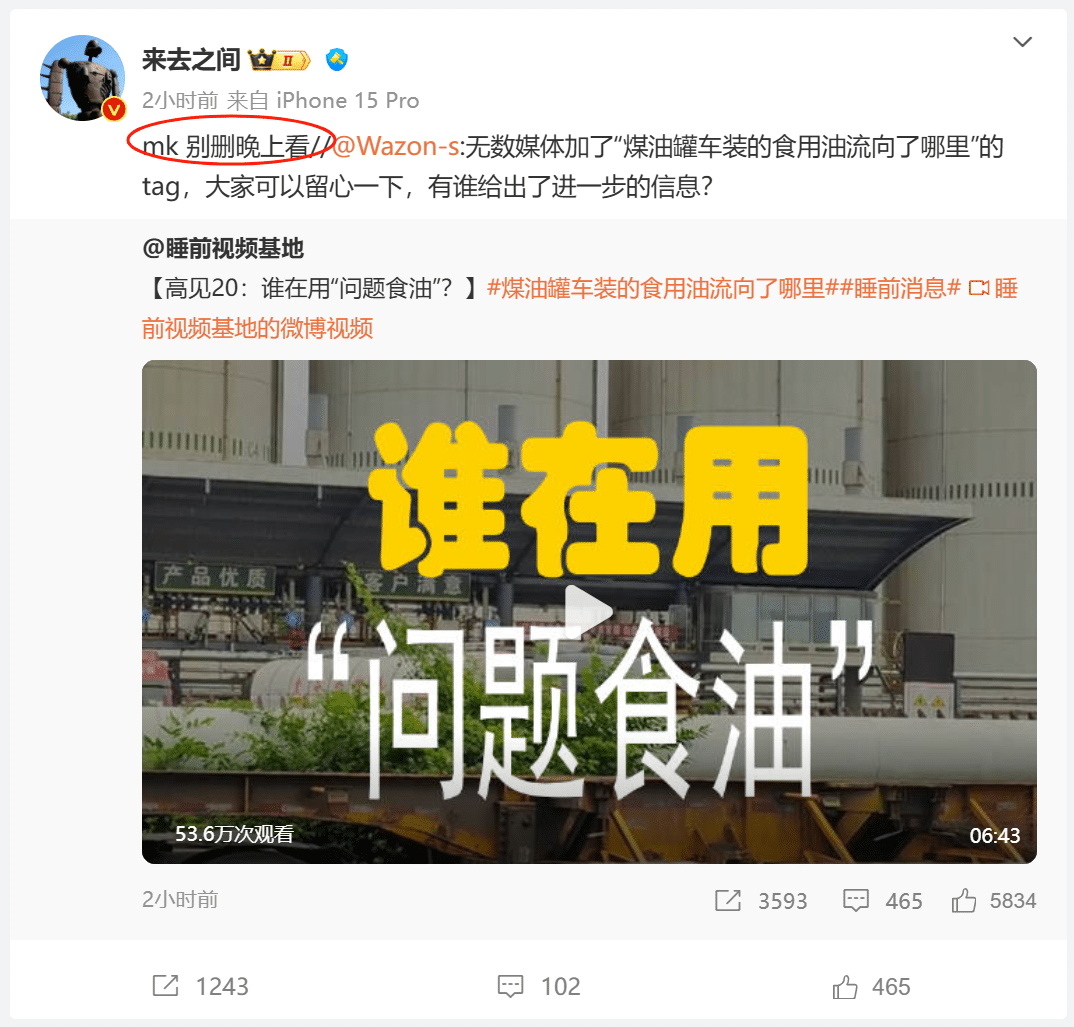 来去之间 II
2小时前 来自 iPhone 15 Pro
mk 别删晚上看//@Wazon-s:无数媒体加了“煤油罐车装的食用油流向了哪里”的
tag，大家可以留心一下，有谁给出了进一步的信息？
@睡前视频基地
【高见20：谁在用“问题食油”？】#煤油罐车装的食用油流向了哪里##睡前消息# 睡
前视频基地的微博视频
谁在用
产品优质
客户满意
“问题食油”
53.6万次观看
06:43
2小时前
3593
465
5834
1243
102
465